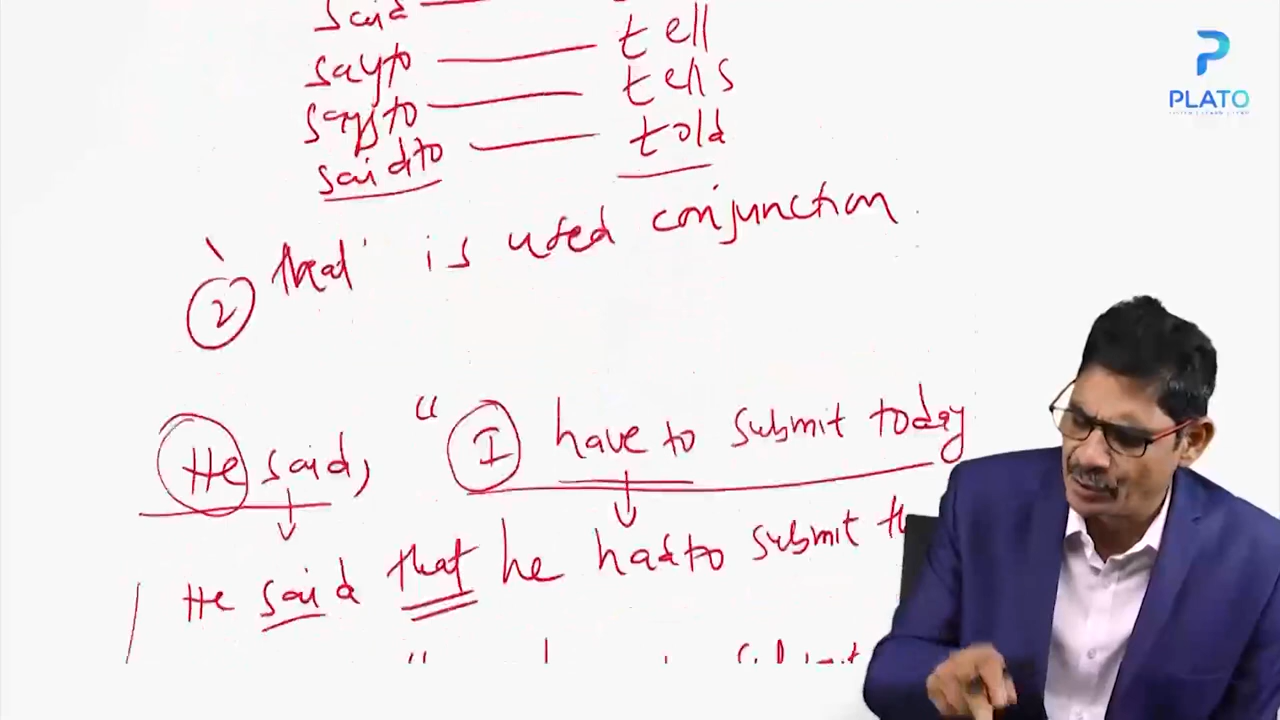 said
sayto — tell
saysto — tells
saidto — told
② 'that' is used conjunction
He said, “I have to submit today
He said that he had to submit
PLATO